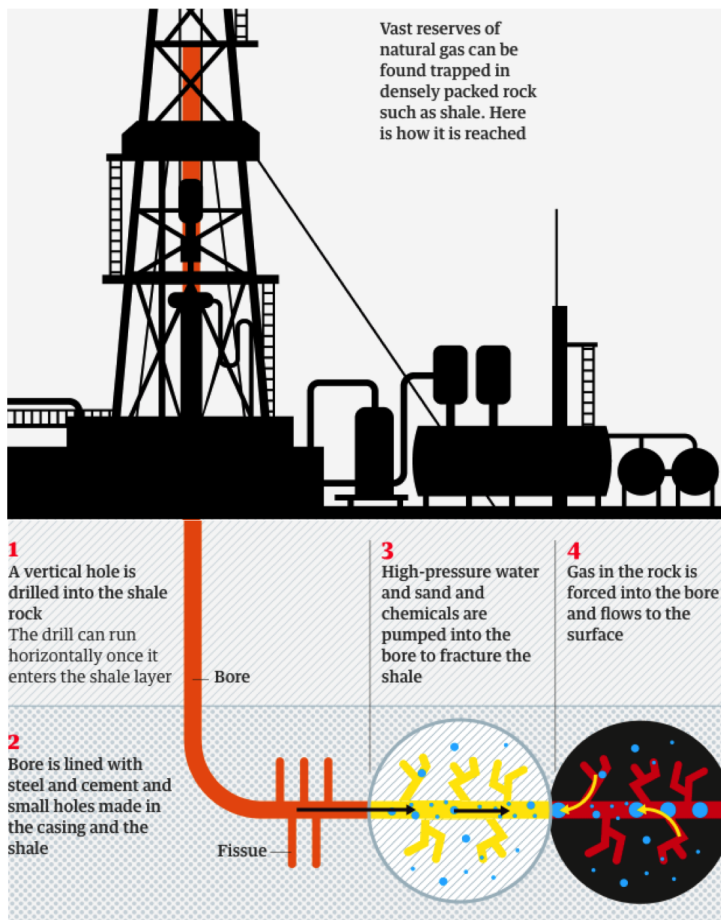 Vast reserves of
natural gas can be
found trapped in
densely packed rock
such as shale. Here
is how it is reached
1
A vertical hole is
drilled into the shale
rock
The drill can run
horizontally once it
enters the shale layer
Bore
2
Bore is lined with
steel and cement and
small holes made in
the casing and the
shale
Fissue
3
High-pressure water
and sand and
chemicals are
pumped into the
bore to fracture the
shale
4
Gas in the rock is
forced into the bore
and flows to the
surface